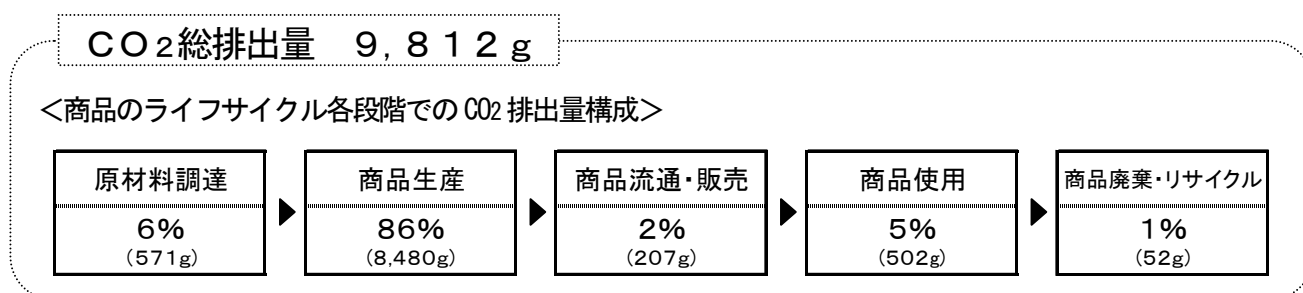 CO2総排出量 9,812g
<商品のライフサイクル各段階でのCO2排出量構成>
原材料調達 商品生産 商品流通・販売 商品使用 商品廃棄・リサイクル
6% 86% 2% 5% 1%
(571g) (8,480g) (207g) (502g) (52g)